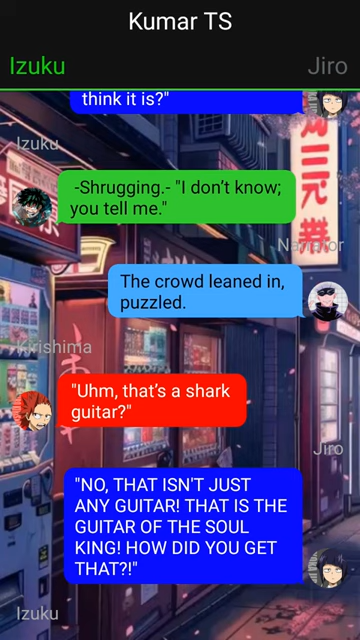 Kumar TS
Izuku
Jiro
think it is?"
Izuku
-Shrugging.- "I don’t know;
you tell me."
Narrator
The crowd leaned in,
puzzled.
Kirishima
"Uhm, that’s a shark
guitar?"
Jiro
"NO, THAT ISN'T JUST
ANY GUITAR! THAT IS THE
GUITAR OF THE SOUL
KING! HOW DID YOU GET
THAT?!"
Izuku